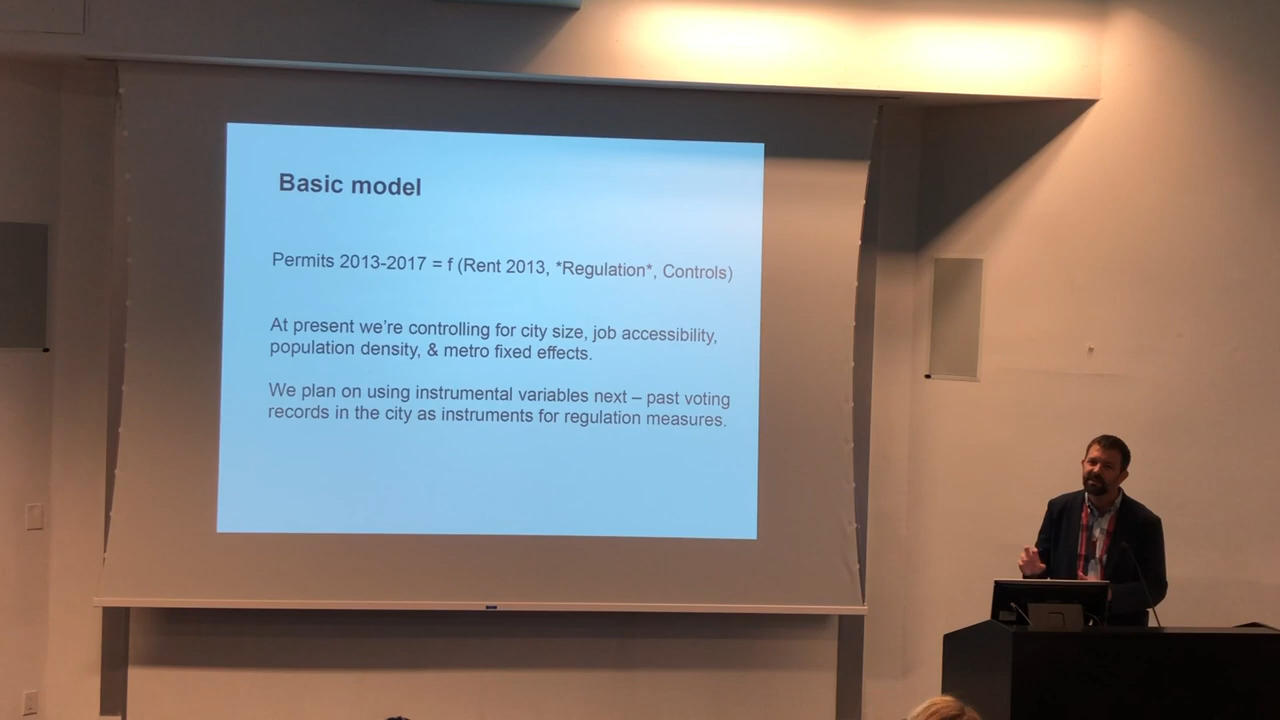 Basic model
Permits 2013-2017 = f (Rent 2013, *Regulation*, Controls)
At present we're controlling for city size, job accessibility,
population density, & metro fixed effects.
We plan on using instrumental variables next – past voting
records in the city as instruments for regulation measures.